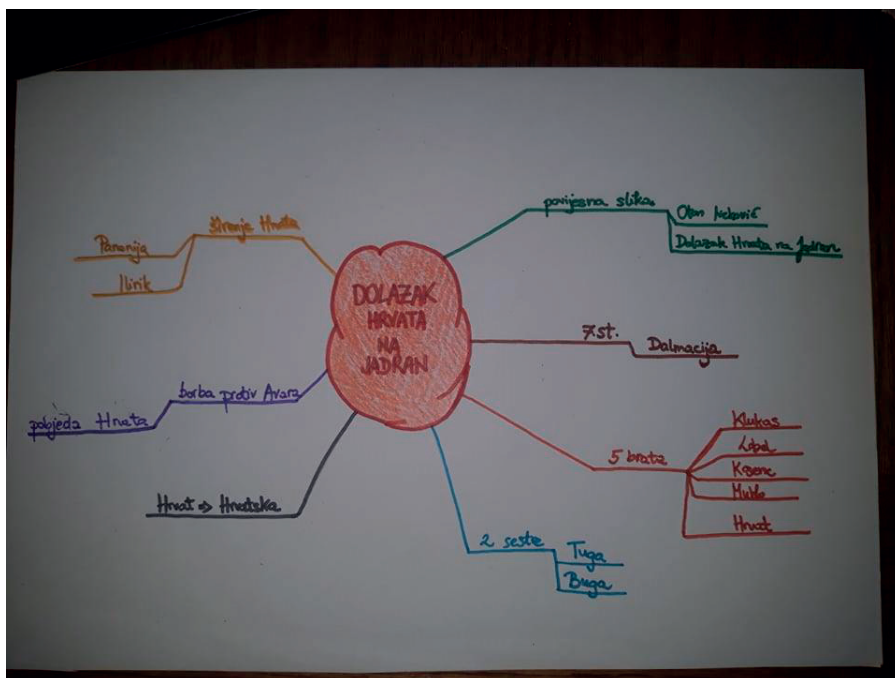 DOLAZAK
HRVATA
NA
JADRAN
povijesna slika
Oton Iveković
Dolazak Hrvata na Jadran
7.st.
Dalmacija
5 braća
Klukas
Lobel
Kosenc
Muhlo
Hrvat
2 sestre
Tuga
Buga
Hrvat => Hrvatska
borba protiv Avara
pobjeda Hrvata
širenje Hrvata
Panonija
Ilirik